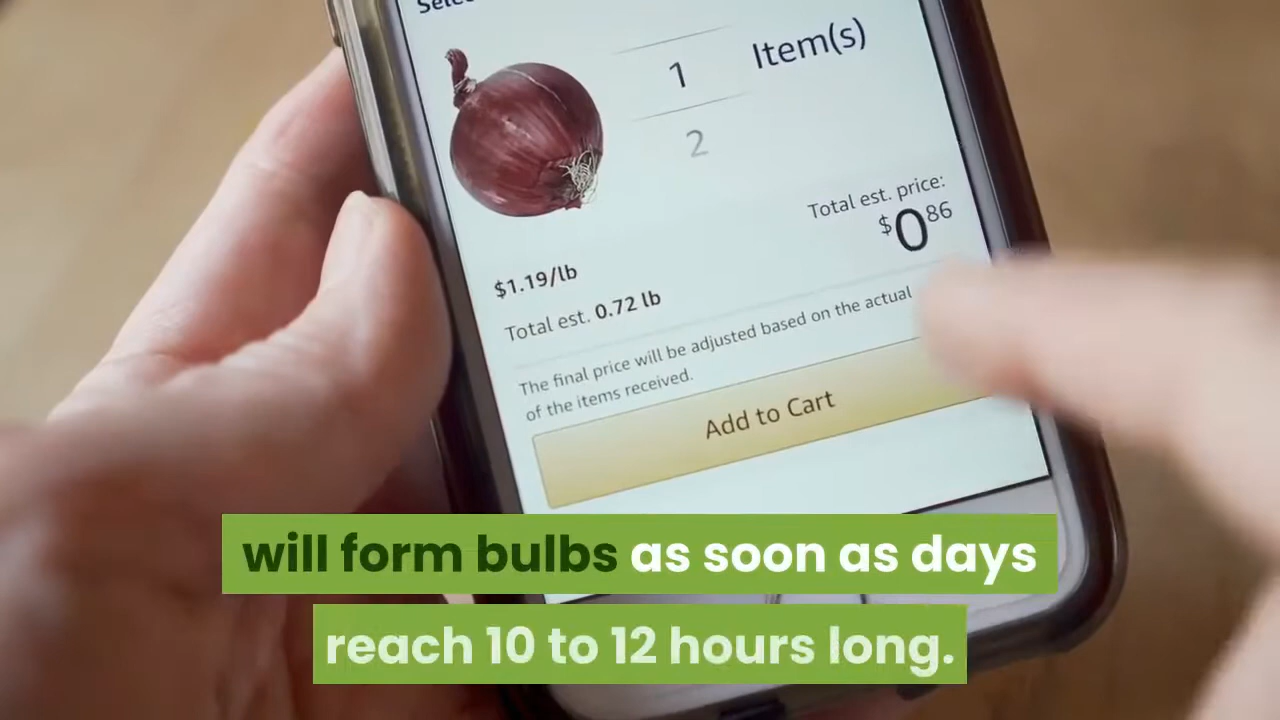 Item(s)
1
2
Total est. price:
$0 86
$1.19/lb
Total est. 0.72 lb
The final price will be adjusted based on the actual
of the items received.
Add to Cart
will form bulbs as soon as days
reach 10 to 12 hours long.